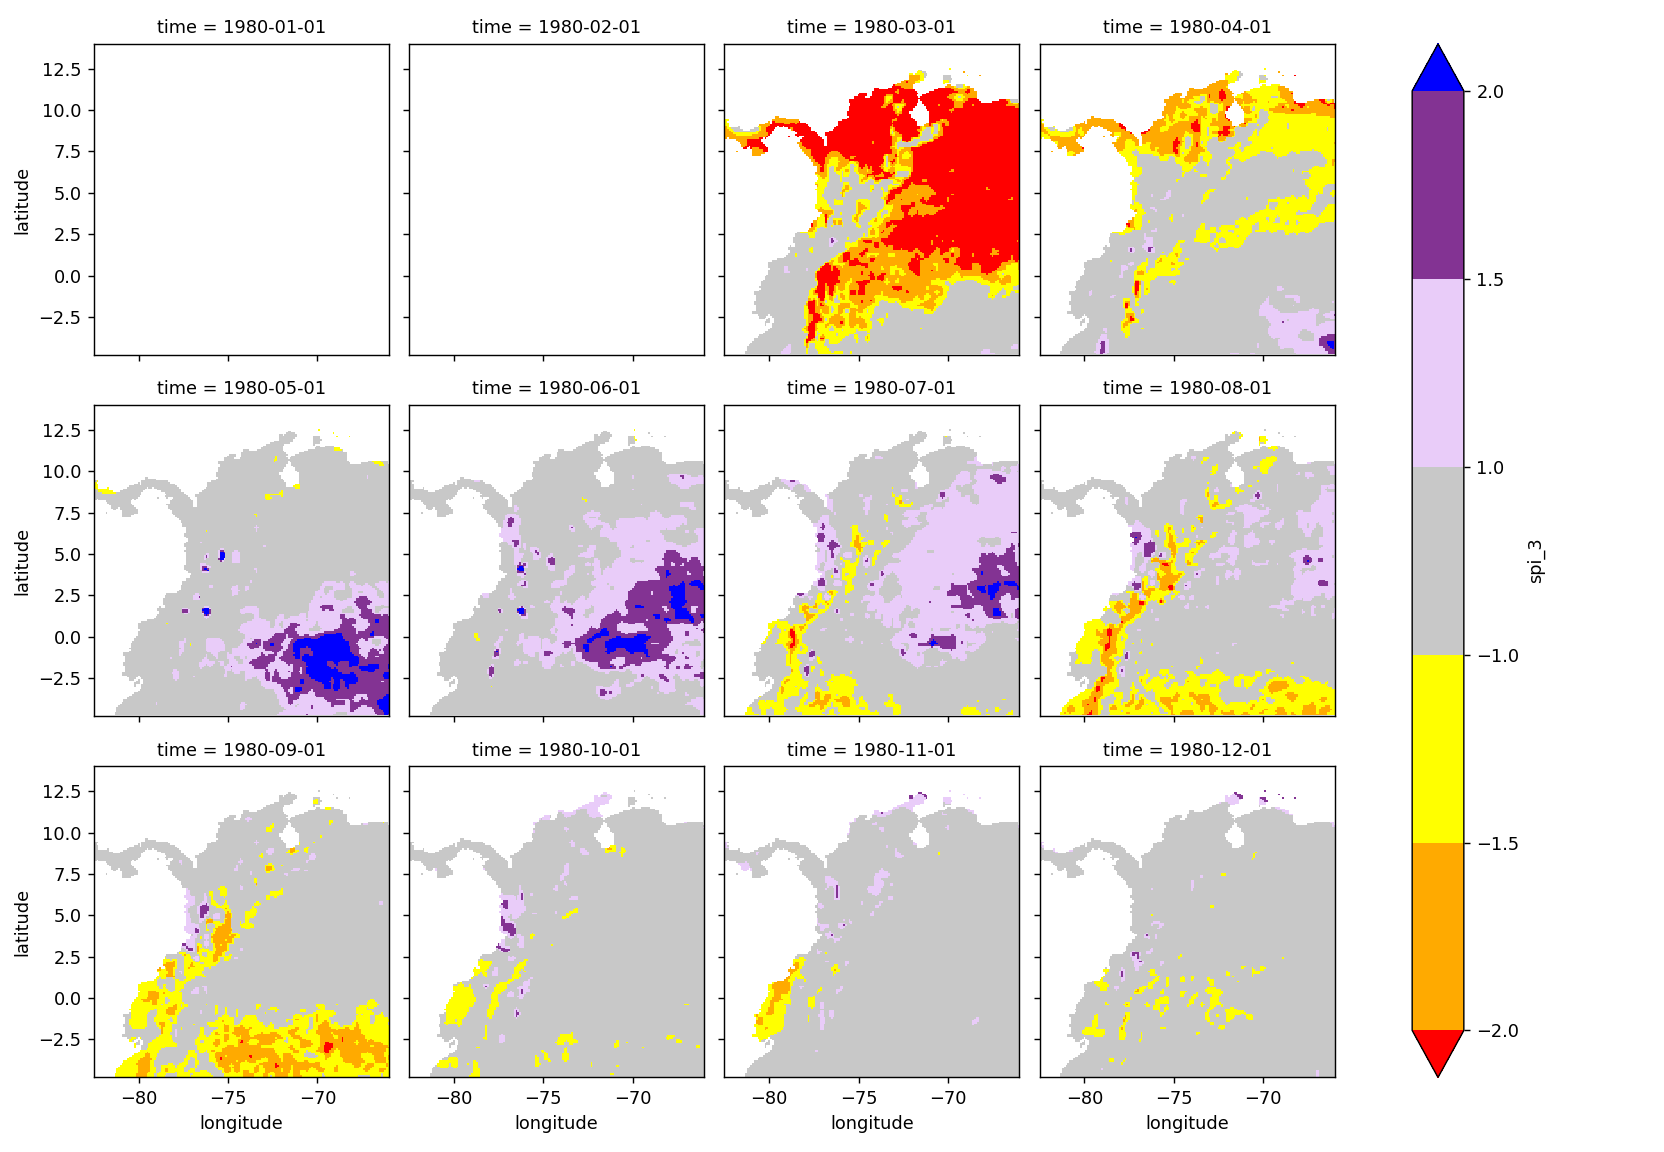 time = 1980-01-01
time = 1980-02-01
time = 1980-03-01
time = 1980-04-01
latitude
12.5
10.0
7.5
5.0
2.5
0.0
−2.5
time = 1980-05-01
time = 1980-06-01
time = 1980-07-01
time = 1980-08-01
latitude
12.5
10.0
7.5
5.0
2.5
0.0
−2.5
time = 1980-09-01
time = 1980-10-01
time = 1980-11-01
time = 1980-12-01
latitude
12.5
10.0
7.5
5.0
2.5
0.0
−2.5
−80 −75 −70
longitude
−80 −75 −70
longitude
−80 −75 −70
longitude
−80 −75 −70
longitude
2.0
1.5
1.0
−1.0
−1.5
−2.0
spi_3